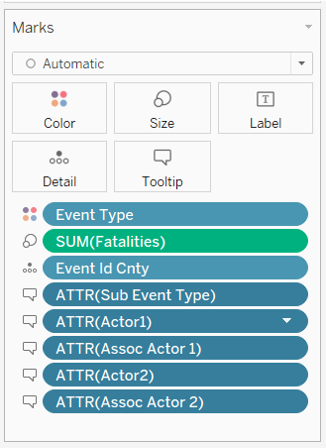 Marks
Automatic
Color Size Label
Detail Tooltip
Event Type
SUM(Fatalities)
Event Id Cnty
ATTR(Sub Event Type)
ATTR(Actor1)
ATTR(Assoc Actor 1)
ATTR(Actor2)
ATTR(Assoc Actor 2)